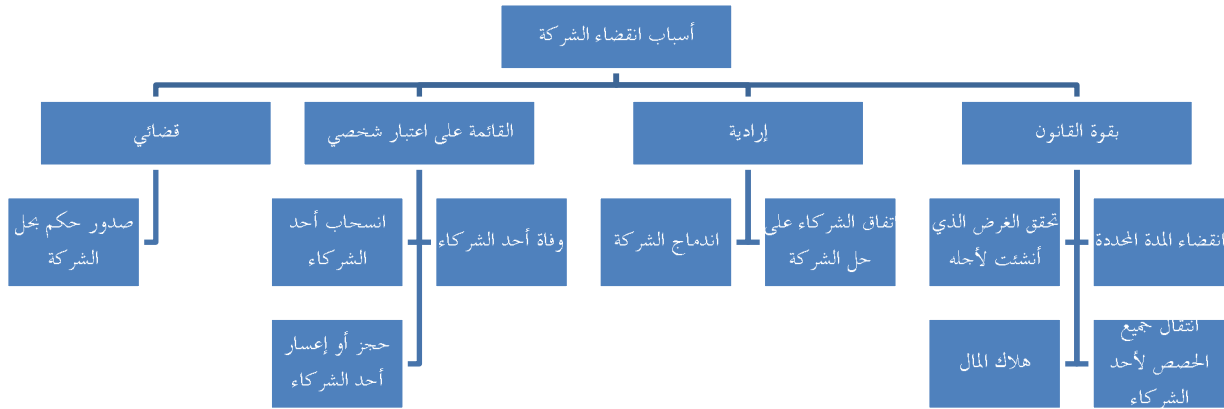 أسباب انقضاء الشركة
بقوة القانون
إرادية
القائمة على اعتبار شخصي
قضائي
انقضاء المدة المحددة
تحقق الغرض الذي
أنشئت لأجله
تفاق الشركاء على
حل الشركة
اندماج الشركة
وفاة أحد الشركاء
انسحاب أحد
الشركاء
صدور حكم بحل
الشركة
انتقال جميع
الحصص لأحد
الشركاء
هلاك المال
حجز أو إعسار
أحد الشركاء